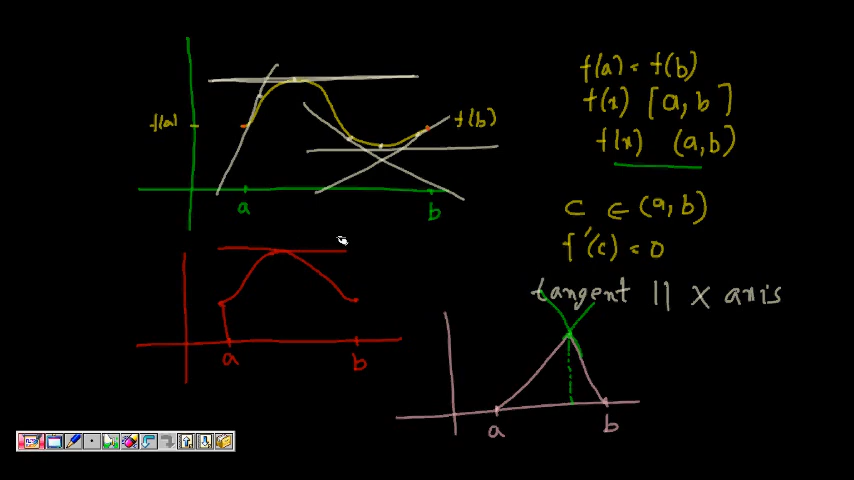 f(a) = f(b)
f(x) [a, b]
f(x) (a, b)
c ∈ (a, b)
f'(c) = 0
tangent || X axis
f(a)
f(b)
a b
a b
a b